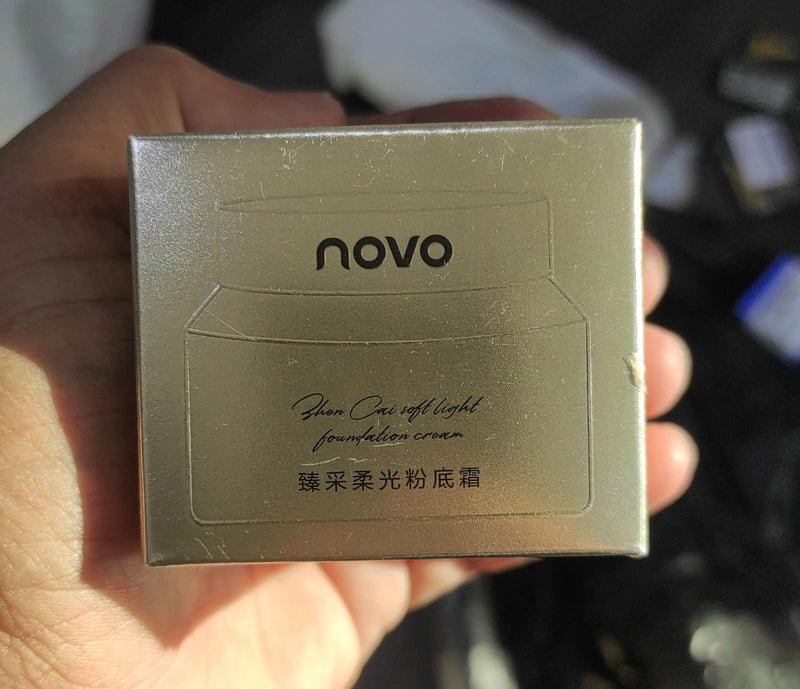 novo
Zhen Cai soft light
foundation cream
臻采柔光粉底霜